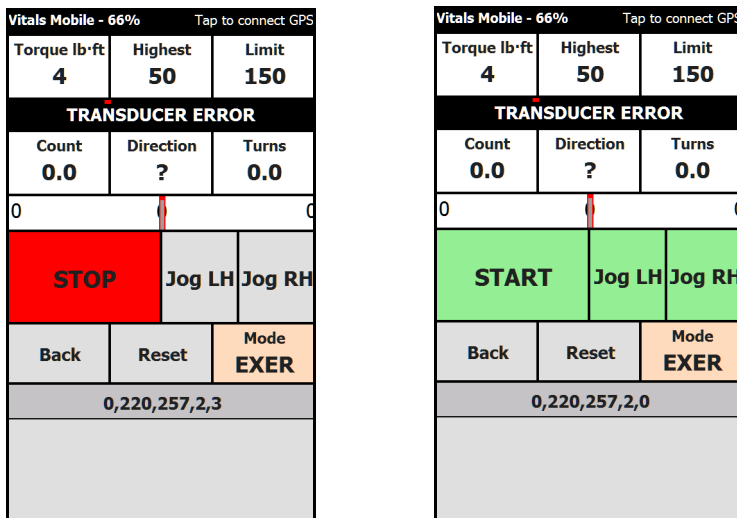 Vitals Mobile - 66% Tap to connect GPS
Torque lb·ft Highest Limit
4 50 150
TRANSDUCER ERROR
Count Direction Turns
0.0 ? 0.0
0 0 0
STOP Jog LH Jog RH
Back Reset Mode
EXER
0,220,257,2,3
Vitals Mobile - 66% Tap to connect GPS
Torque lb·ft Highest Limit
4 50 150
TRANSDUCER ERROR
Count Direction Turns
0.0 ? 0.0
0 0 0
START Jog LH Jog RH
Back Reset Mode
EXER
0,220,257,2,0